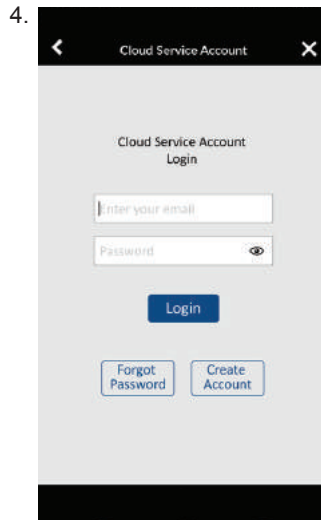 4.
Cloud Service Account
Cloud Service Account
Login
Enter your email
Password
Login
Forgot
Password
Create
Account